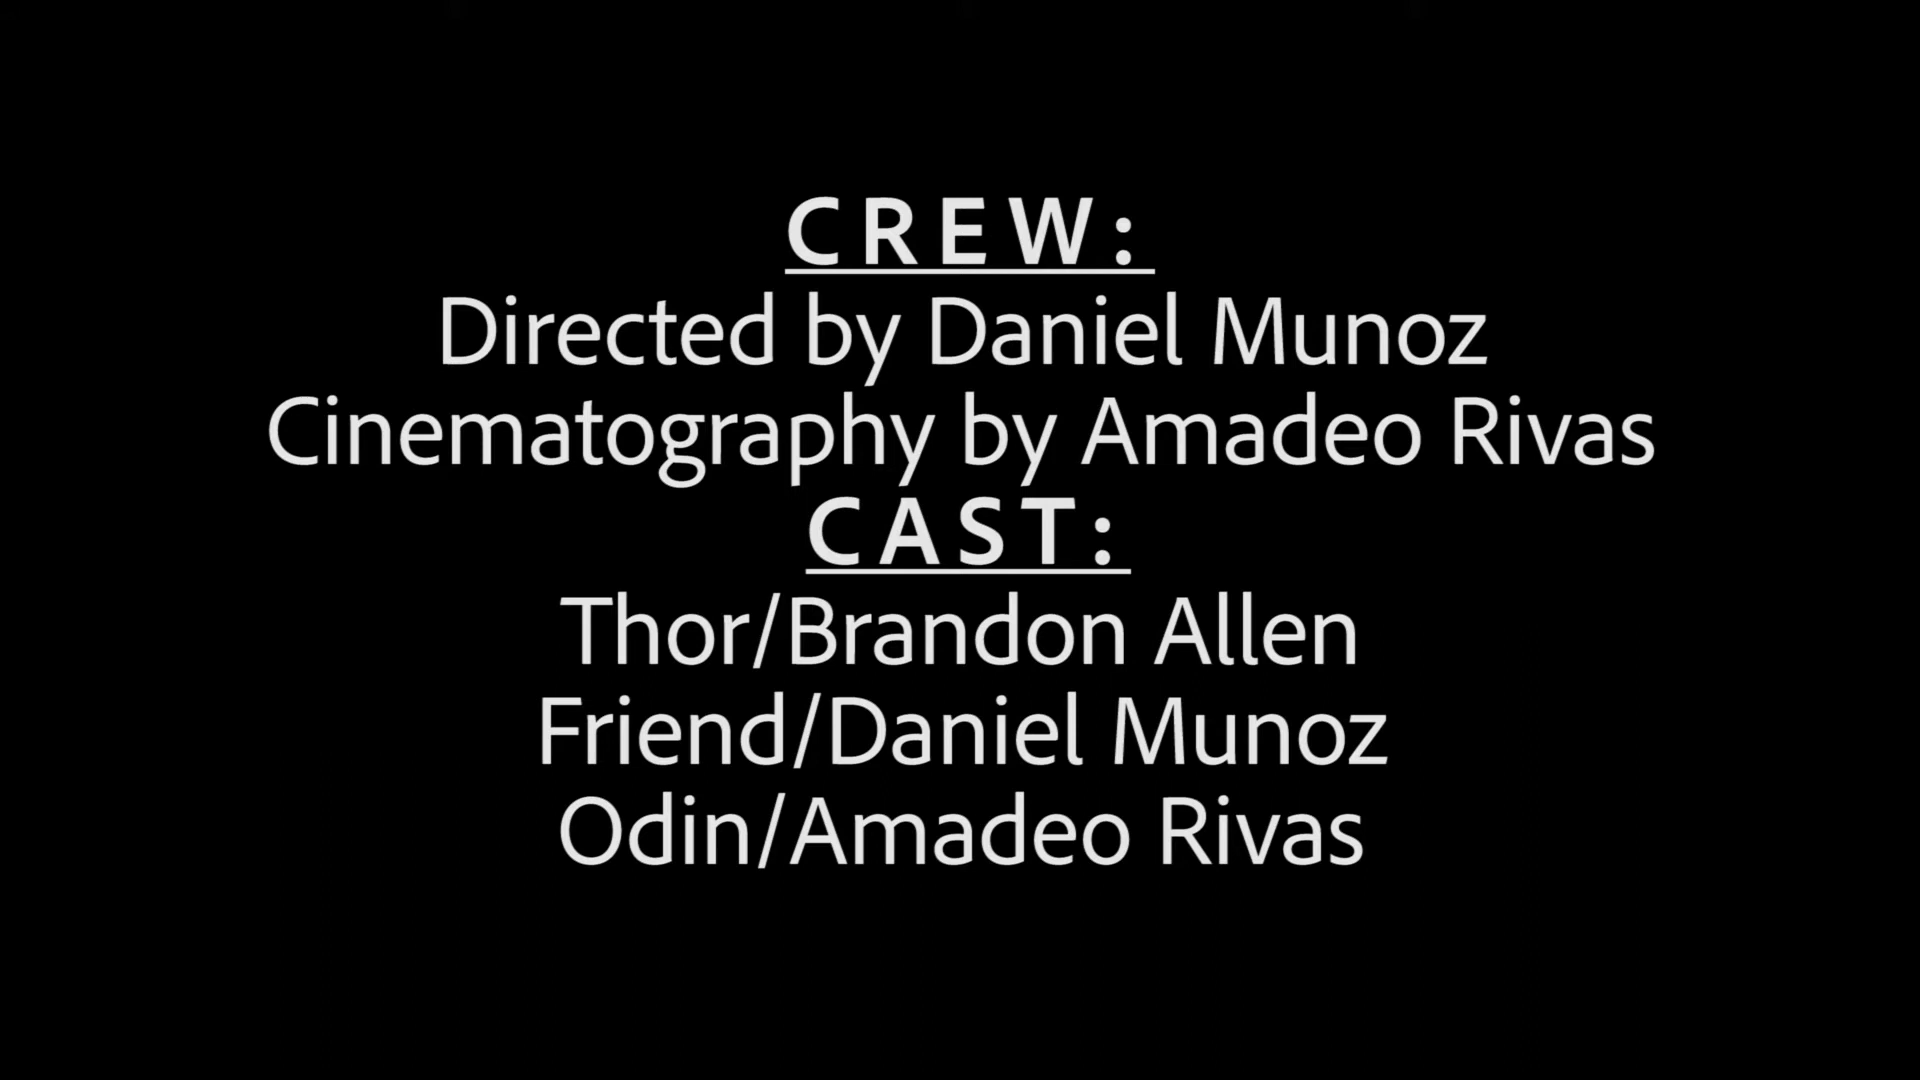 CREW:
Directed by Daniel Munoz
Cinematography by Amadeo Rivas
CAST:
Thor/Brandon Allen
Friend/Daniel Munoz
Odin/Amadeo Rivas